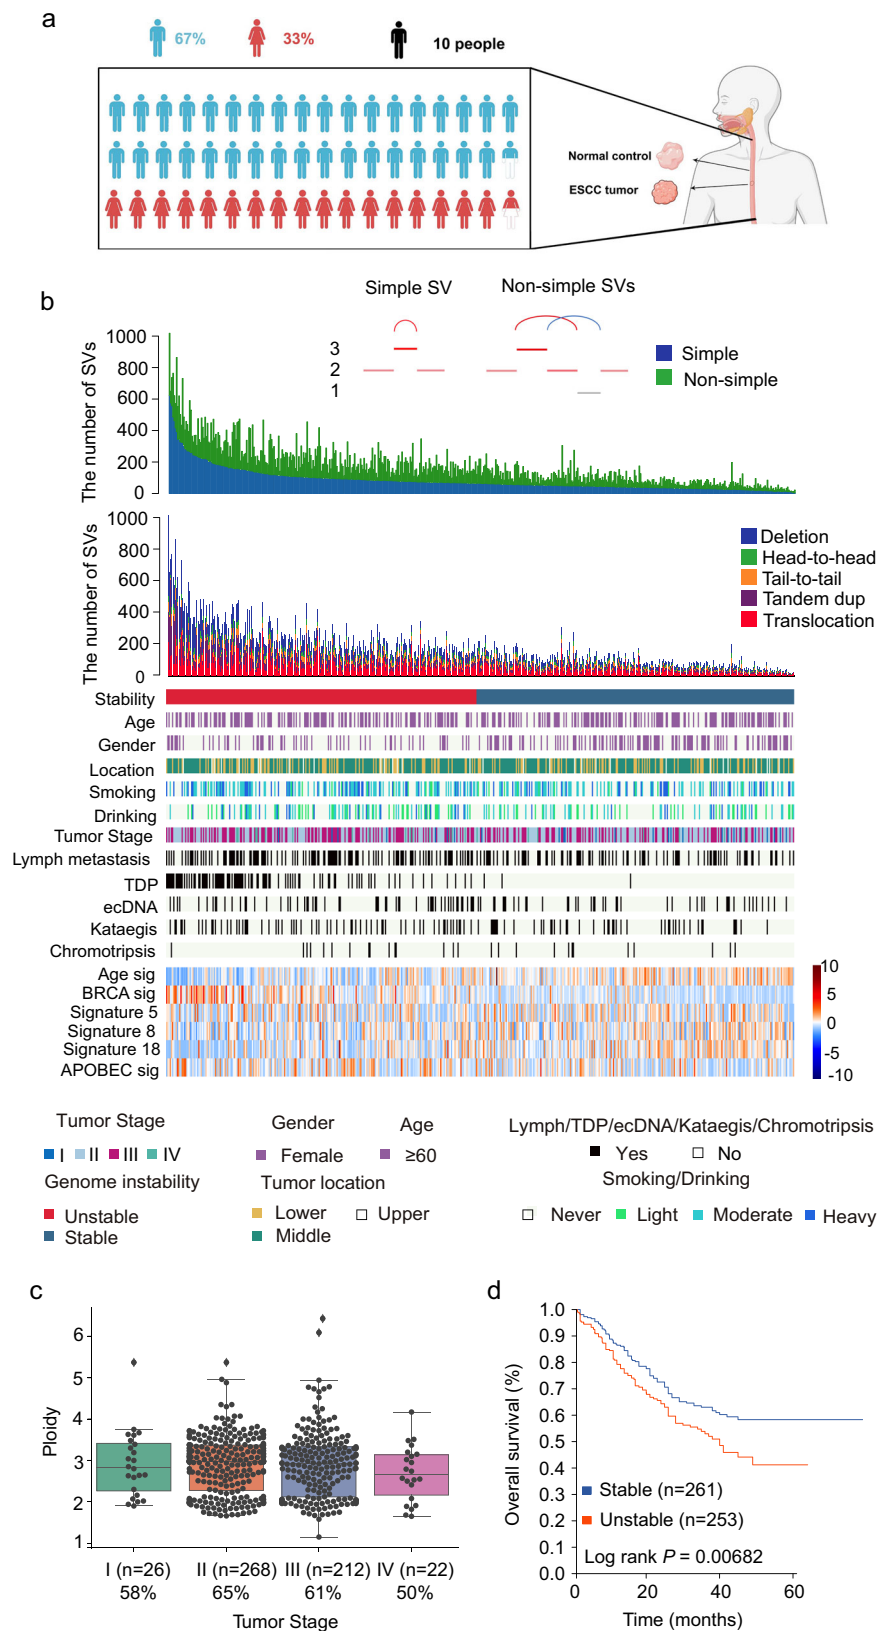 a
67%
33%
10 people
Normal control
ESCC tumor
b
Simple SV
Non-simple SVs
3
2
1
Simple
Non-simple
The number of SVs
1000
800
600
400
200
0
The number of SVs
1000
800
600
400
200
0
Deletion
Head-to-head
Tail-to-tail
Tandem dup
Translocation
Stability
Age
Gender
Location
Smoking
Drinking
Tumor Stage
Lymph metastasis
TDP
ecDNA
Kataegis
Chromotripsis
Age sig
BRCA sig
Signature 5
Signature 8
Signature 18
APOBEC sig
10
5
0
-5
-10
Tumor Stage
I II III IV
Genome instability
Unstable
Stable
Gender
Female
Age
≥60
Tumor location
Lower Upper
Middle
Lymph/TDP/ecDNA/Kataegis/Chromotripsis
Yes No
Smoking/Drinking
Never Light Moderate Heavy
c
Ploidy
6
5
4
3
2
1
I (n=26) II (n=268) III (n=212) IV (n=22)
58% 65% 61% 50%
Tumor Stage
d
Overall survival (%)
1.0
0.9
0.8
0.7
0.6
0.5
0.4
0.3
0.2
0.1
0.0
Stable (n=261)
Unstable (n=253)
Log rank P = 0.00682
0 20 40 60
Time (months)